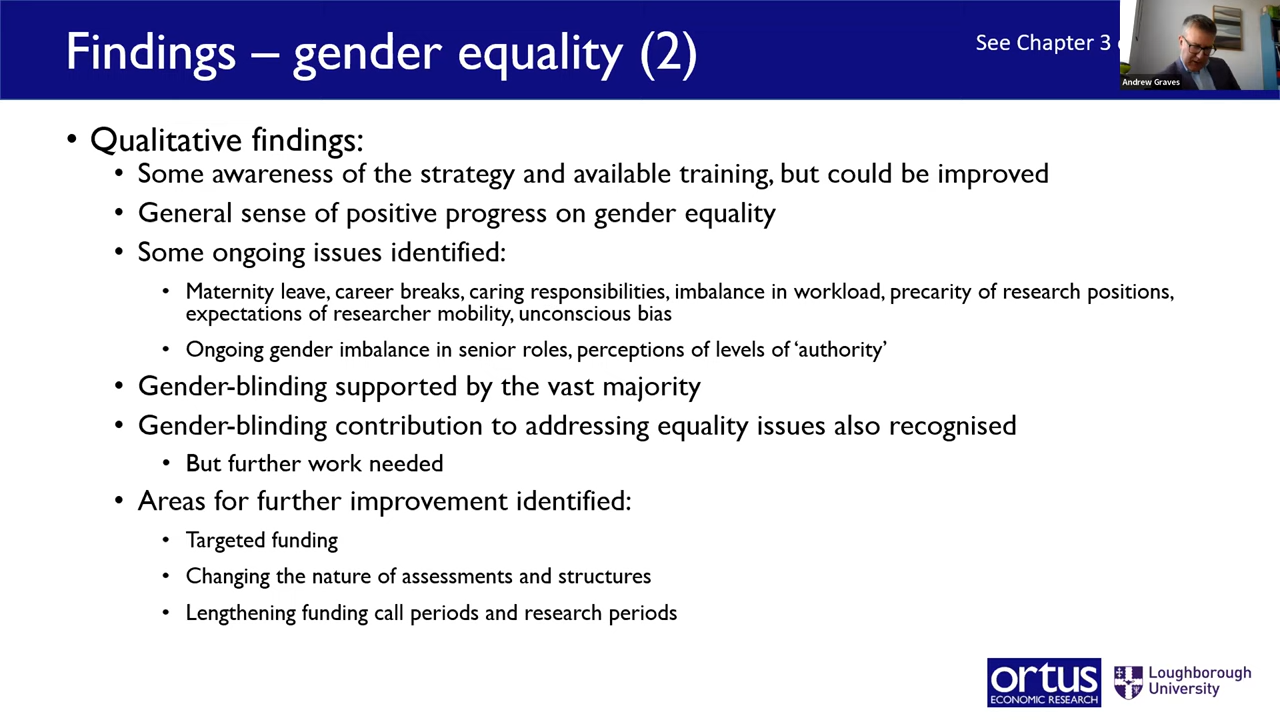 Findings – gender equality (2)
See Chapter 3
Andrew Graves
• Qualitative findings:
• Some awareness of the strategy and available training, but could be improved
• General sense of positive progress on gender equality
• Some ongoing issues identified:
• Maternity leave, career breaks, caring responsibilities, imbalance in workload, precarity of research positions,
expectations of researcher mobility, unconscious bias
• Ongoing gender imbalance in senior roles, perceptions of levels of ‘authority’
• Gender-blinding supported by the vast majority
• Gender-blinding contribution to addressing equality issues also recognised
• But further work needed
• Areas for further improvement identified:
• Targeted funding
• Changing the nature of assessments and structures
• Lengthening funding call periods and research periods
ortus
ECONOMIC RESEARCH
Loughborough
University